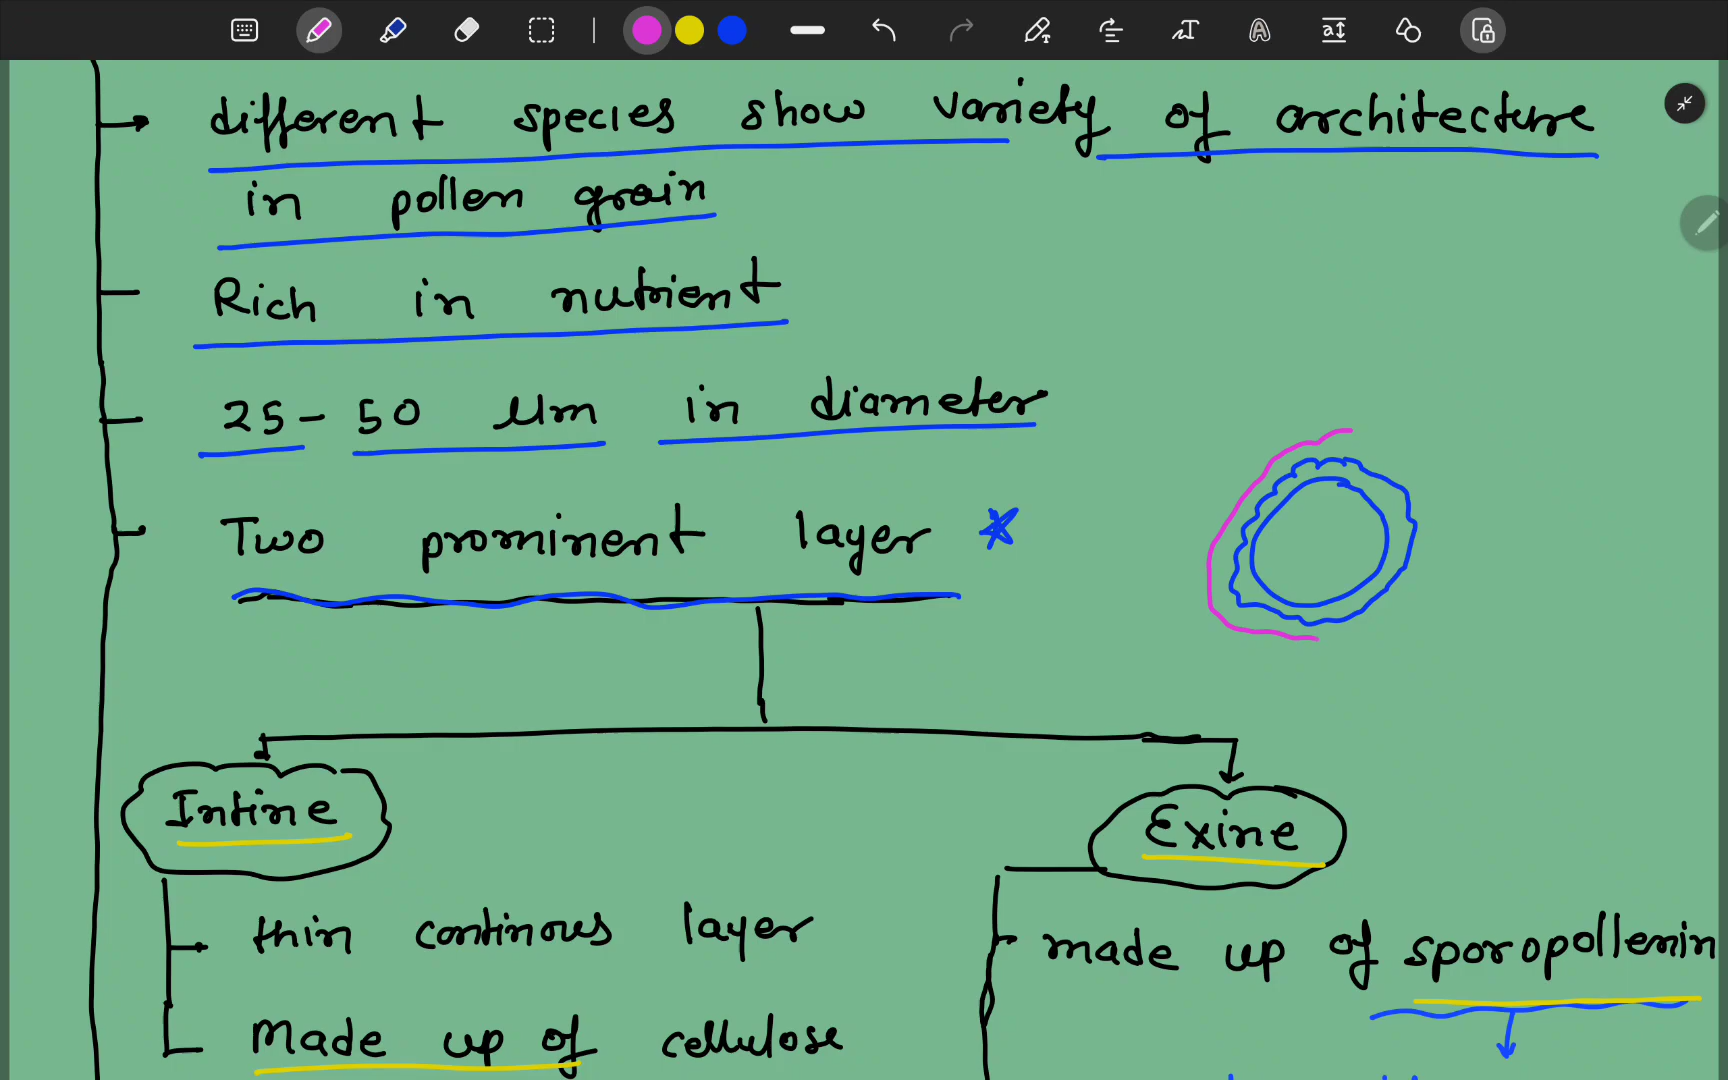 different species show variety of architecture
in pollen grain
Rich in nutrient
25 - 50 μm in diameter
Two prominent layer
Intine
Exine
thin continous layer
made up of sporopollenin
Made up of cellulose